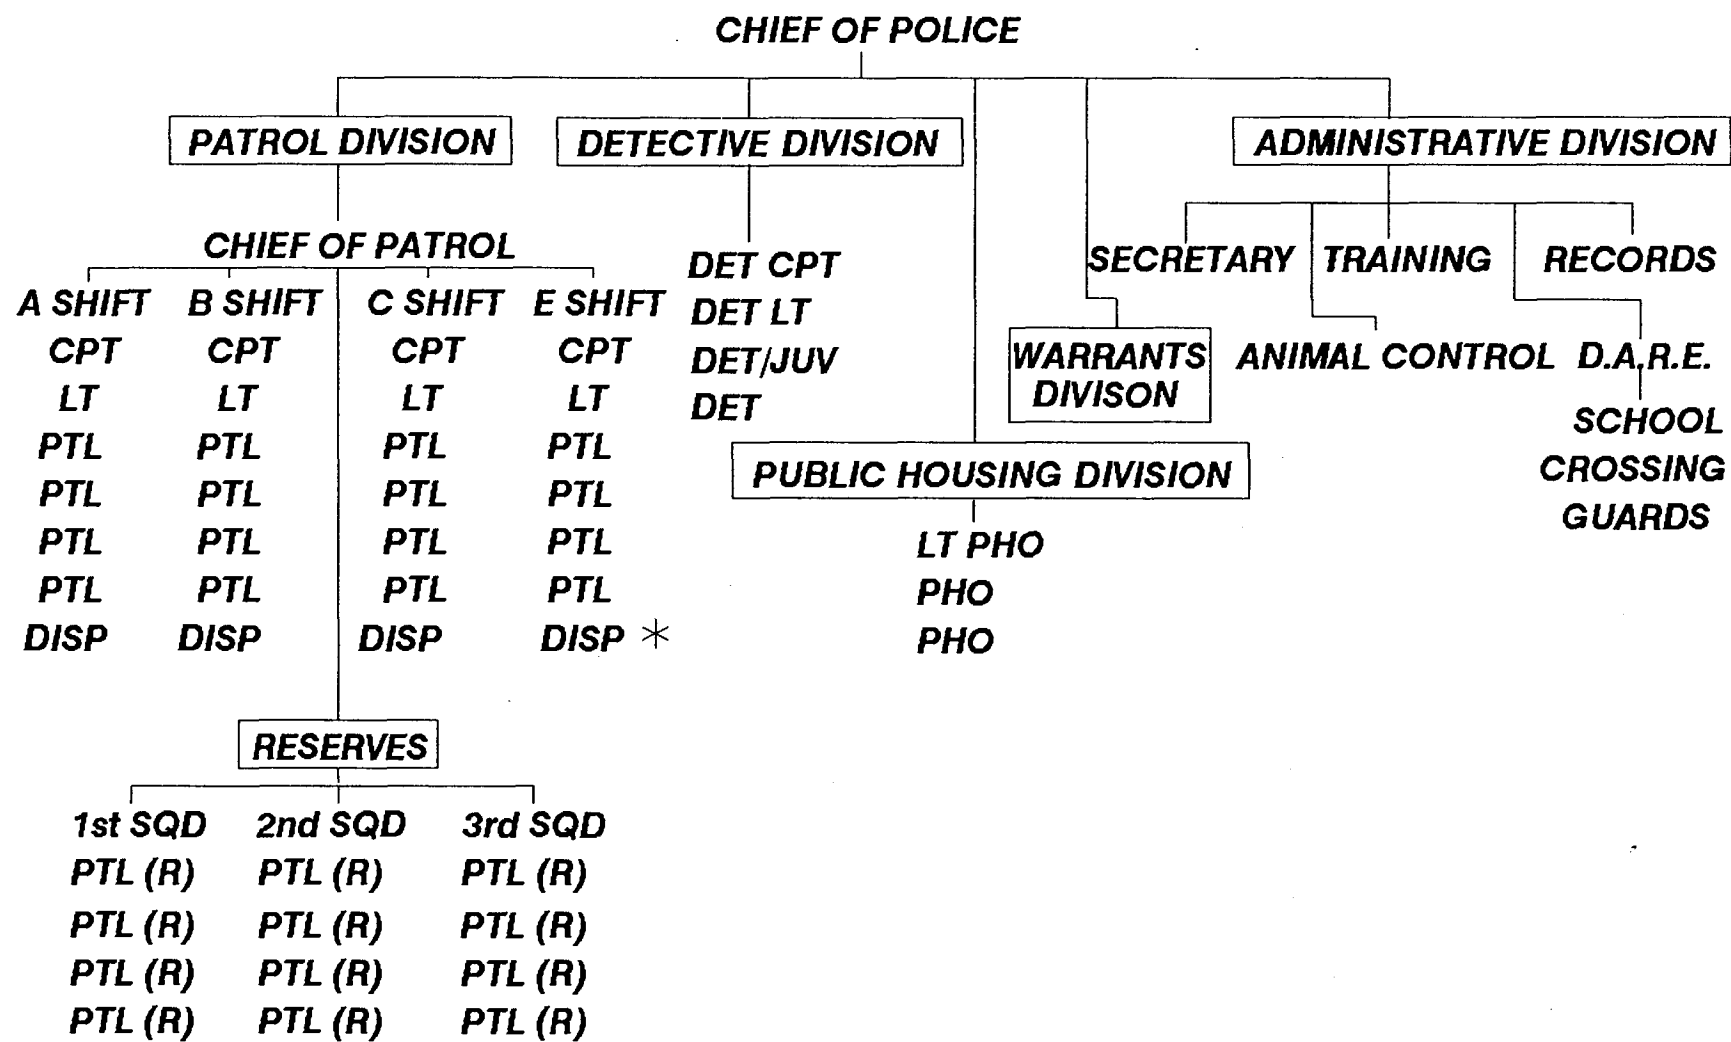 CHIEF OF POLICE
PATROL DIVISION
DETECTIVE DIVISION
ADMINISTRATIVE DIVISION
CHIEF OF PATROL
A SHIFT
CPT
LT
PTL
PTL
PTL
PTL
DISP
B SHIFT
CPT
LT
PTL
PTL
PTL
PTL
DISP
C SHIFT
CPT
LT
PTL
PTL
PTL
PTL
DISP
E SHIFT
CPT
LT
PTL
PTL
PTL
PTL
DISP *
RESERVES
1st SQD
PTL (R)
PTL (R)
PTL (R)
PTL (R)
2nd SQD
PTL (R)
PTL (R)
PTL (R)
PTL (R)
3rd SQD
PTL (R)
PTL (R)
PTL (R)
PTL (R)
DET CPT
DET LT
DET/JUV
DET
PUBLIC HOUSING DIVISION
LT PHO
PHO
PHO
WARRANTS
DIVISON
SECRETARY
TRAINING
RECORDS
ANIMAL CONTROL
D.A.R.E.
SCHOOL
CROSSING
GUARDS